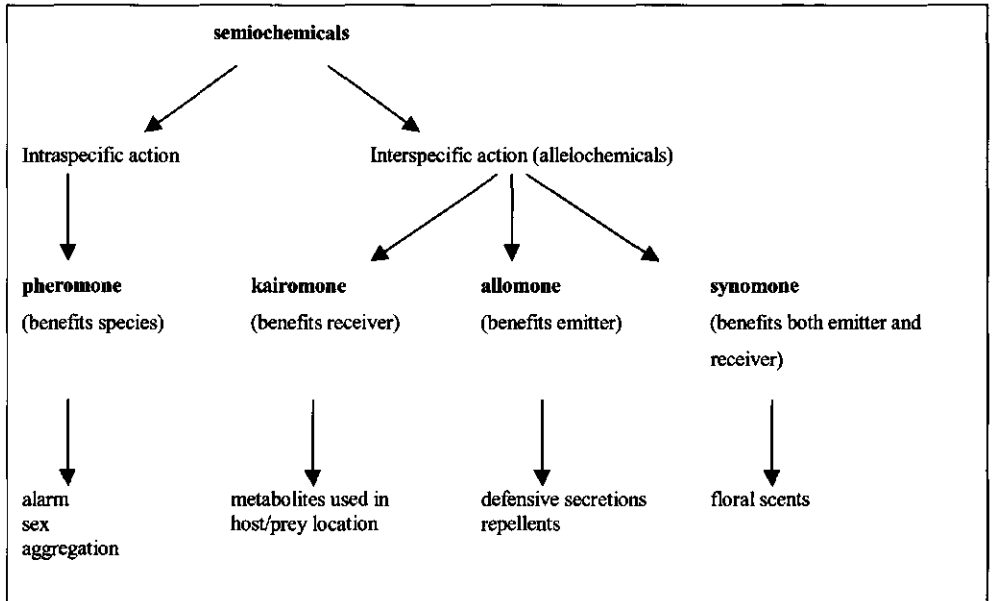 semiochemicals
Intraspecific action
Interspecific action (allelochemicals)
pheromone
(benefits species)
kairomone
(benefits receiver)
allomone
(benefits emitter)
synomone
(benefits both emitter and
receiver)
alarm
sex
aggregation
metabolites used in
host/prey location
defensive secretions
repellents
floral scents